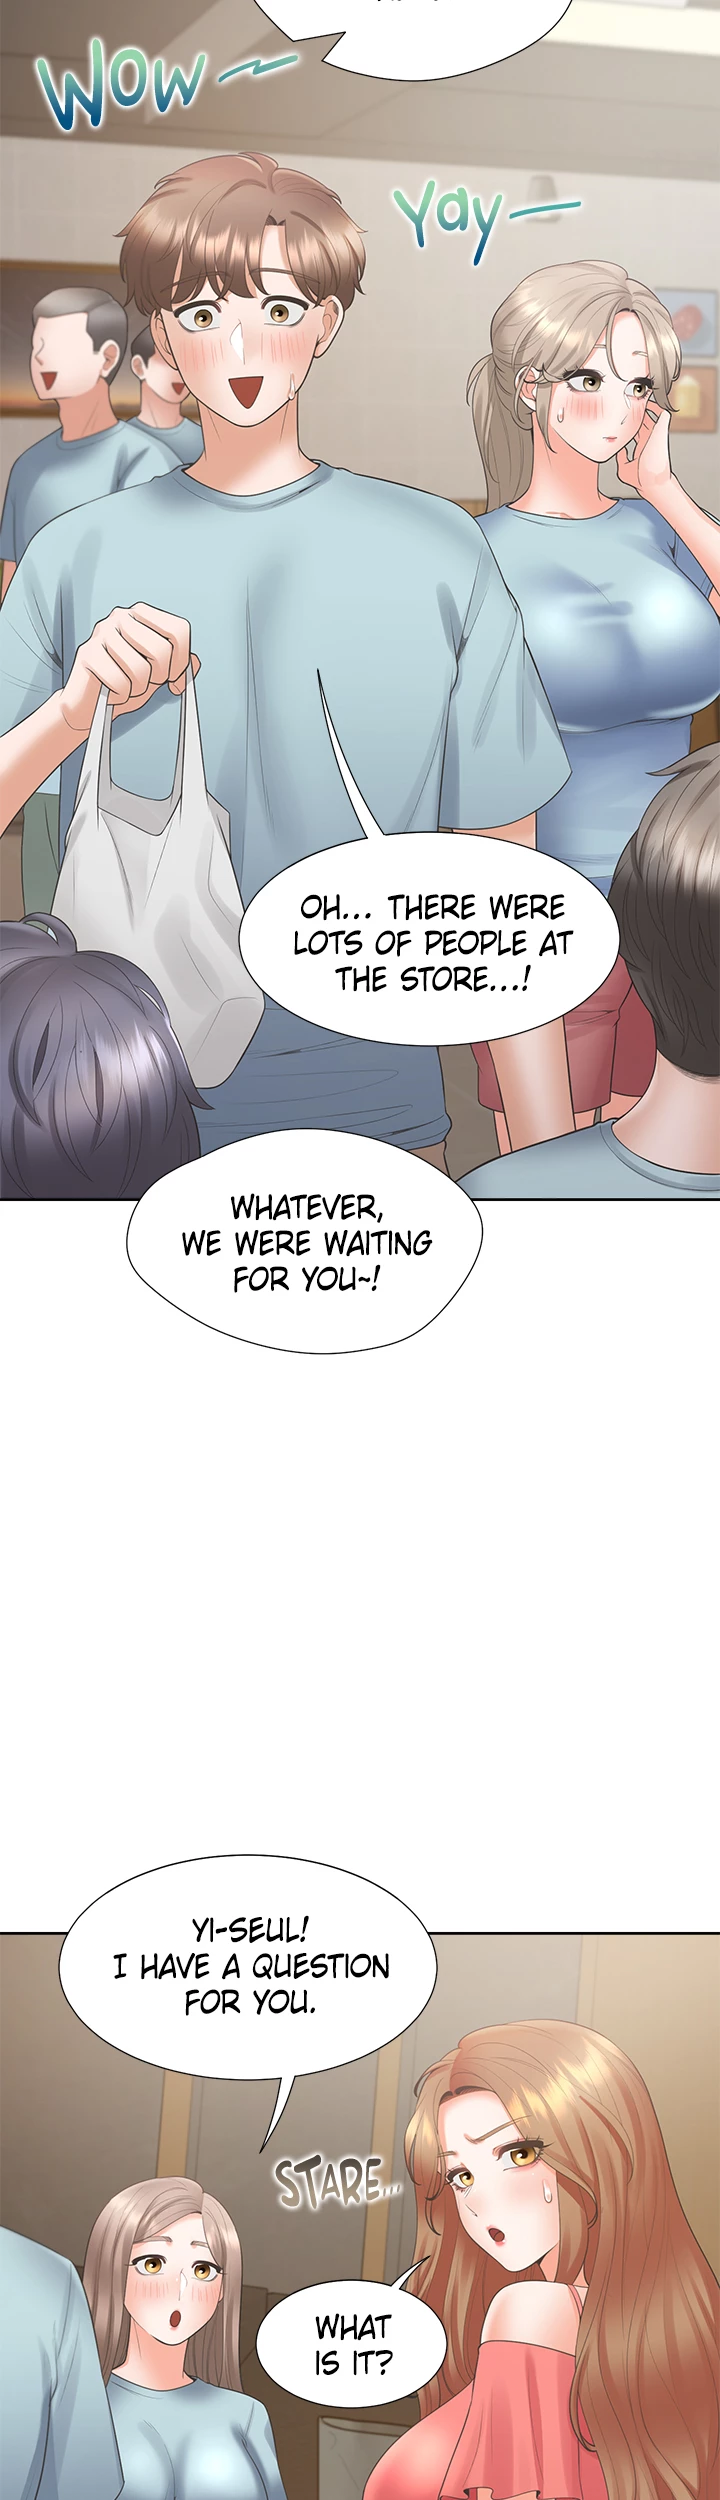 Wow~
Yay—
OH... THERE WERE
LOTS OF PEOPLE AT
THE STORE...!
WHATEVER,
WE WERE WAITING
FOR YOU~!
YI-SEUL!
I HAVE A QUESTION
FOR YOU.
STARE...
WHAT
IS IT?